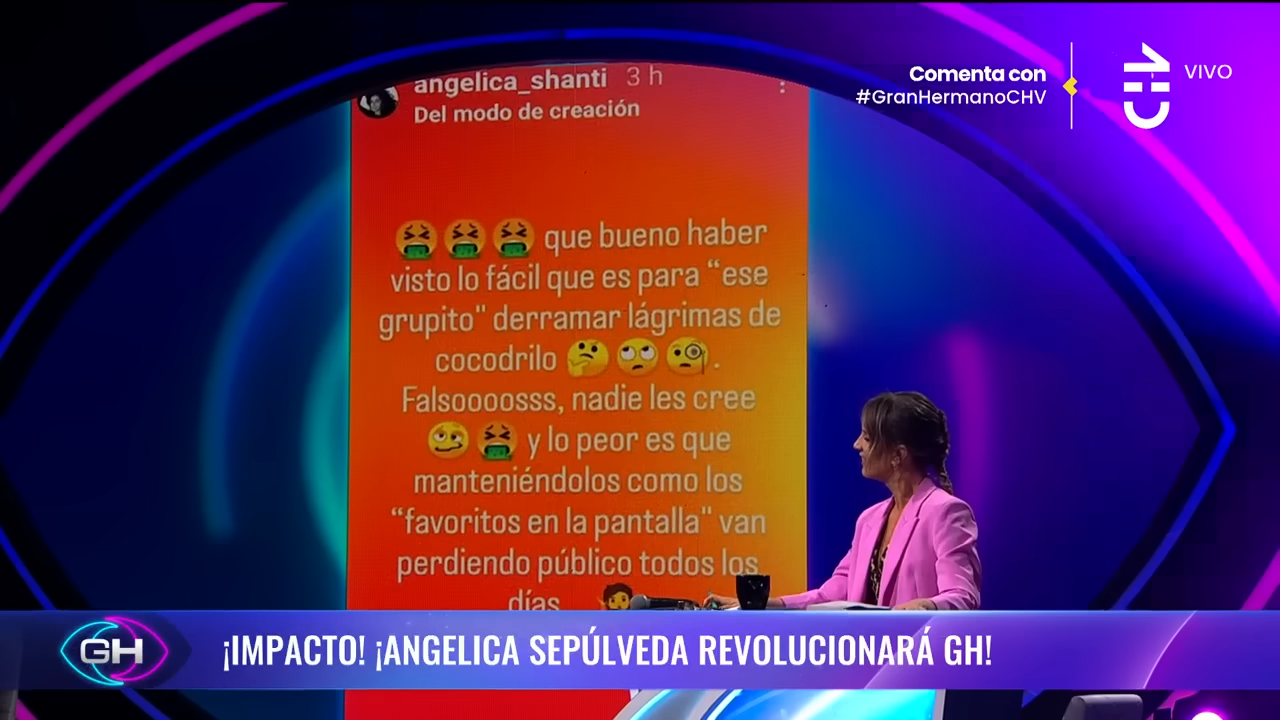 angelica_shanti 3 h
Del modo de creación
🤮🤮🤮 que bueno haber
visto lo fácil que es para “ese
grupito" derramar lágrimas de
cocodrilo 🤔🙄🧐.
Falsoooosss, nadie les cree
🥴🤮 y lo peor es que
manteniéndolos como los
“favoritos en la pantalla" van
perdiendo público todos los
días
Comenta con
#GranHermanoCHV
CHV
VIVO
GH
¡IMPACTO! ¡ANGELICA SEPÚLVEDA REVOLUCIONARÁ GH!